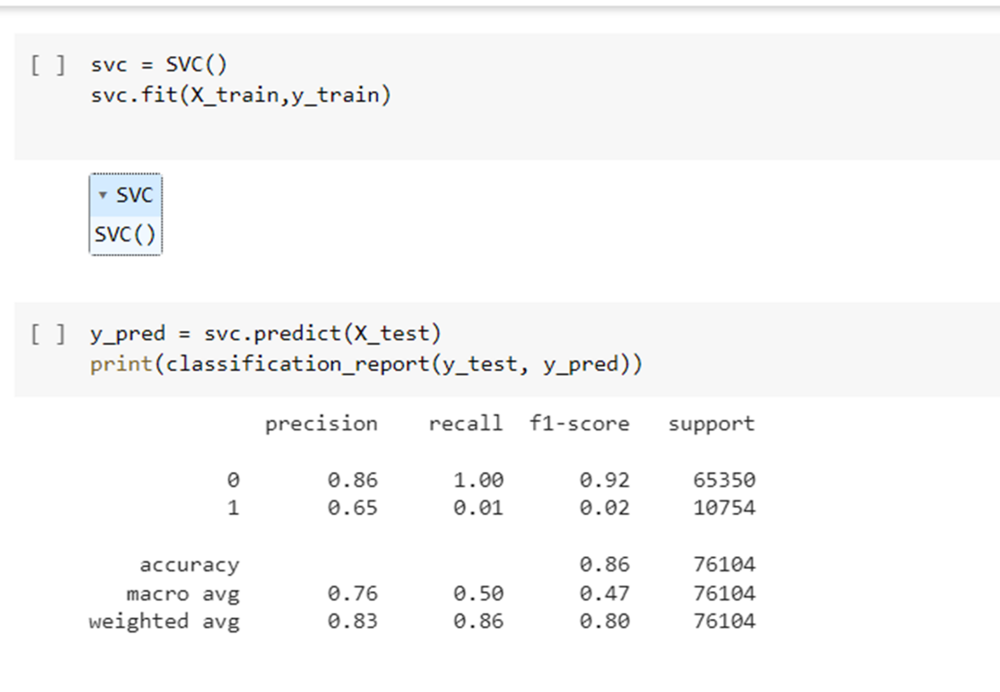 [ ] svc = SVC()
svc.fit(X_train,y_train)
▾ SVC
SVC()
[ ] y_pred = svc.predict(X_test)
print(classification_report(y_test, y_pred))
precision recall f1-score support
0 0.86 1.00 0.92 65350
1 0.65 0.01 0.02 10754
accuracy 0.86 76104
macro avg 0.76 0.50 0.47 76104
weighted avg 0.83 0.86 0.80 76104